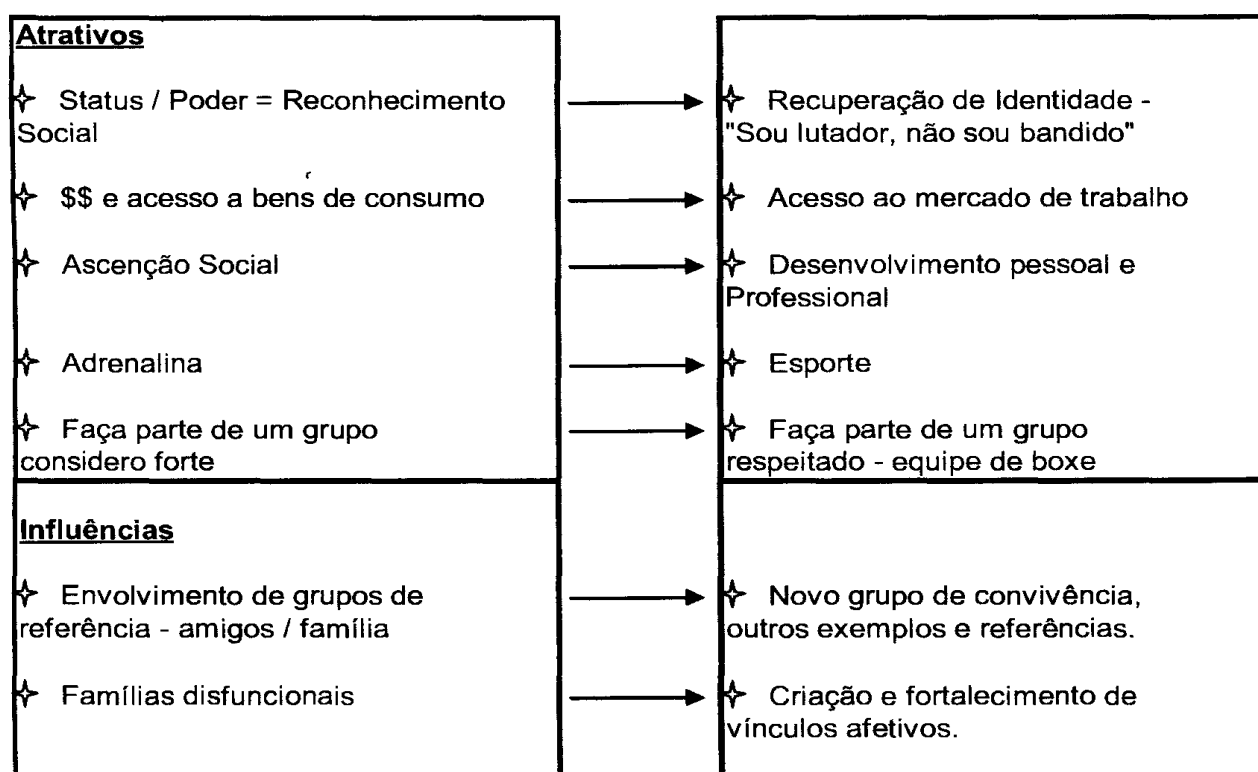 Atrativos
✧ Status / Poder = Reconhecimento
Social
✧ Recuperação de Identidade -
"Sou lutador, não sou bandido"
✧ $$ e acesso a bens de consumo
✧ Acesso ao mercado de trabalho
✧ Ascenção Social
✧ Desenvolvimento pessoal e
Professional
✧ Adrenalina
✧ Esporte
✧ Faça parte de um grupo
considero forte
✧ Faça parte de um grupo
respeitado - equipe de boxe
Influências
✧ Envolvimento de grupos de
referência - amigos / família
✧ Novo grupo de convivência,
outros exemplos e referências.
✧ Famílias disfuncionais
✧ Criação e fortalecimento de
vínculos afetivos.